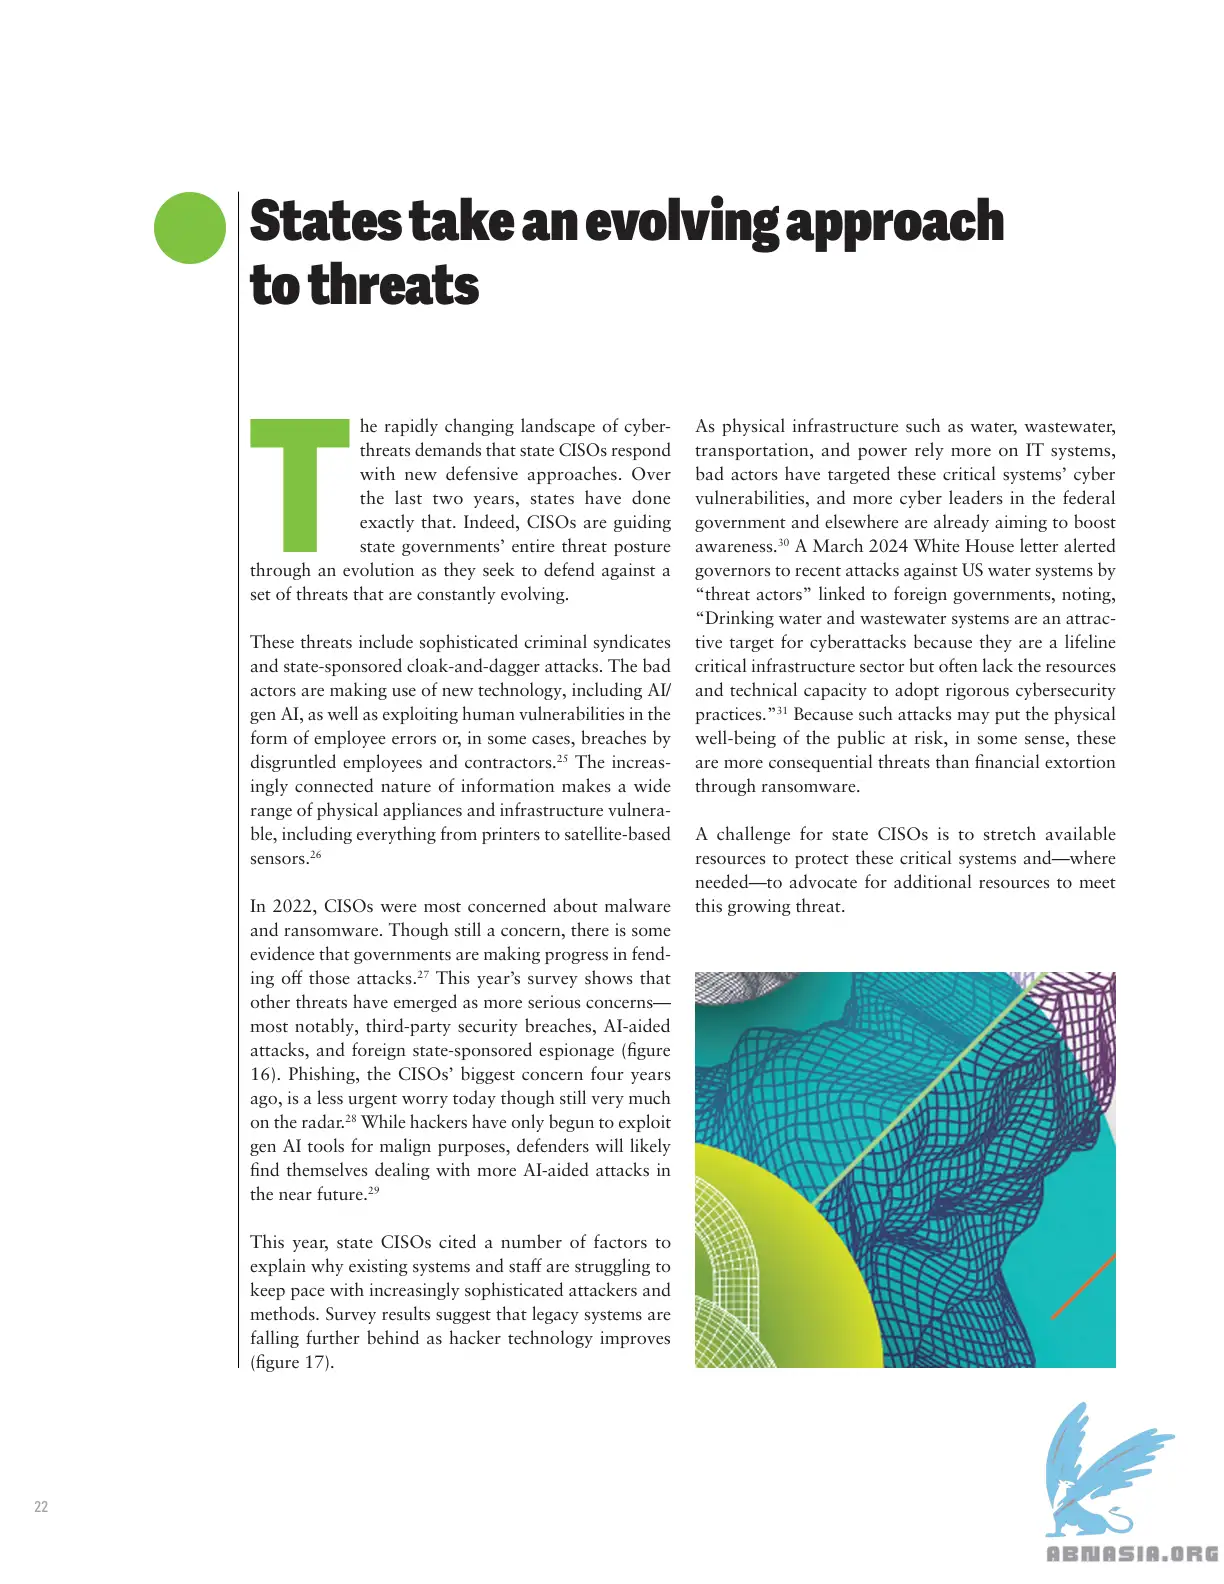 States take an evolving approach
to threats
The rapidly changing landscape of cyber-
threats demands that state CISOs respond
with new defensive approaches. Over
the last two years, states have done
exactly that. Indeed, CISOs are guiding
state governments’ entire threat posture
through an evolution as they seek to defend against a
set of threats that are constantly evolving.
These threats include sophisticated criminal syndicates
and state-sponsored cloak-and-dagger attacks. The bad
actors are making use of new technology, including AI/
gen AI, as well as exploiting human vulnerabilities in the
form of employee errors or, in some cases, breaches by
disgruntled employees and contractors.25 The increas-
ingly connected nature of information makes a wide
range of physical appliances and infrastructure vulnera-
ble, including everything from printers to satellite-based
sensors.26
In 2022, CISOs were most concerned about malware
and ransomware. Though still a concern, there is some
evidence that governments are making progress in fend-
ing off those attacks.27 This year’s survey shows that
other threats have emerged as more serious concerns—
most notably, third-party security breaches, AI-aided
attacks, and foreign state-sponsored espionage (figure
16). Phishing, the CISOs’ biggest concern four years
ago, is a less urgent worry today though still very much
on the radar.28 While hackers have only begun to exploit
gen AI tools for malign purposes, defenders will likely
find themselves dealing with more AI-aided attacks in
the near future.29
This year, state CISOs cited a number of factors to
explain why existing systems and staff are struggling to
keep pace with increasingly sophisticated attackers and
methods. Survey results suggest that legacy systems are
falling further behind as hacker technology improves
(figure 17).
As physical infrastructure such as water, wastewater,
transportation, and power rely more on IT systems,
bad actors have targeted these critical systems’ cyber
vulnerabilities, and more cyber leaders in the federal
government and elsewhere are already aiming to boost
awareness.30 A March 2024 White House letter alerted
governors to recent attacks against US water systems by
“threat actors” linked to foreign governments, noting,
“Drinking water and wastewater systems are an attrac-
tive target for cyberattacks because they are a lifeline
critical infrastructure sector but often lack the resources
and technical capacity to adopt rigorous cybersecurity
practices.”31 Because such attacks may put the physical
well-being of the public at risk, in some sense, these
are more consequential threats than financial extortion
through ransomware.
A challenge for state CISOs is to stretch available
resources to protect these critical systems and—where
needed—to advocate for additional resources to meet
this growing threat.
22
ABNASIA.ORG